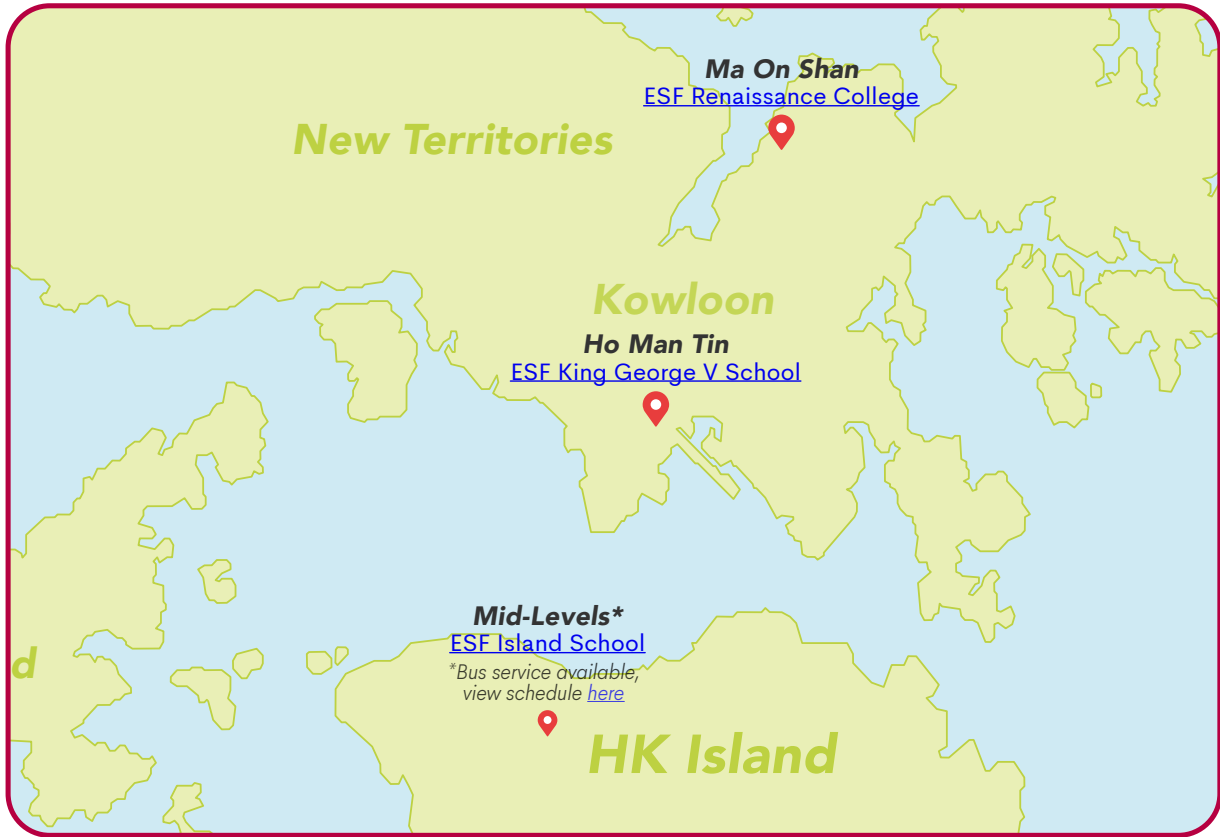 Ma On Shan
ESF Renaissance College
New Territories
Kowloon
Ho Man Tin
ESF King George V School
Mid-Levels*
ESF Island School
d
*Bus service available,
view schedule here
HK Island